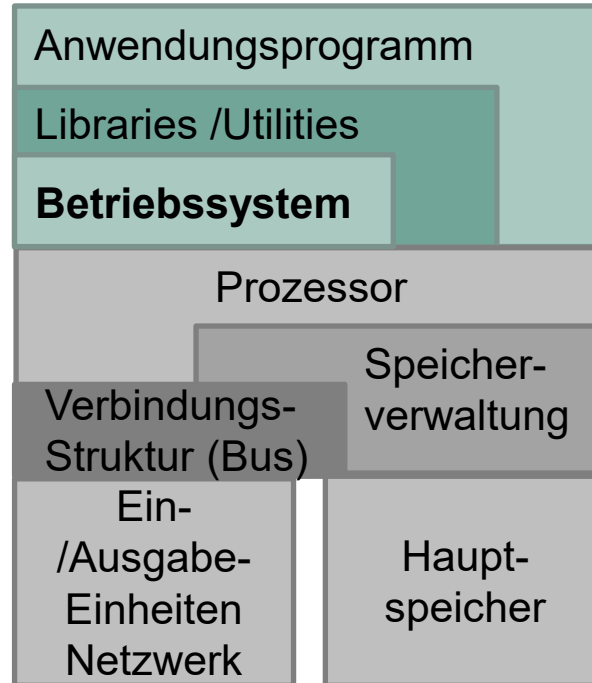 Anwendungsprogramm
Libraries /Utilities
Betriebssystem
Prozessor
Speicher-
verwaltung
Verbindungs-
Struktur (Bus)
Ein-
/Ausgabe-
Einheiten
Netzwerk
Haupt-
speicher